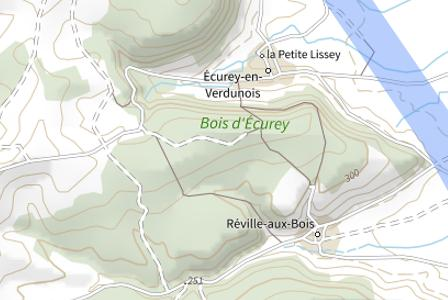 la Petite Lissey
Écurey-en-
Verdunois
Bois d'Écurey
300
Réville-aux-Bois
251